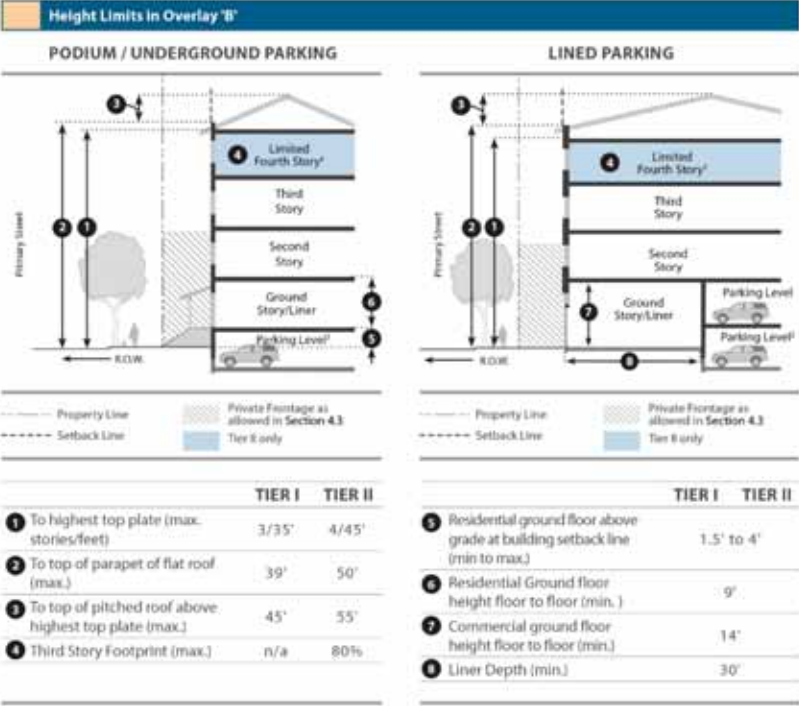 Height Limits in Overlay 'B'
PODIUM / UNDERGROUND PARKING
3
4
Limited
Fourth Story²
Third
Story
Primary Street
2
1
Second
Story
Ground
Story/Liner
6
Parking Level¹
5
R.O.W.
Property Line
Setback Line
Private Frontage as
allowed in Section 4.3
Tier II only
LINED PARKING
3
4
Limited
Fourth Story²
Third
Story
Primary Street
2
1
Second
Story
Ground
Story/Liner
7
Parking Level
Parking Level¹
8
R.O.W.
Property Line
Setback Line
Private Frontage as
allowed in Section 4.3
Tier II only
TIER I TIER II
1 To highest top plate (max.
stories/feet) 3/35' 4/45'
2 To top of parapet of flat roof
(max.) 39' 50'
3 To top of pitched roof above
highest top plate (max.) 45' 55'
4 Third Story Footprint (max.) n/a 80%
TIER I TIER II
5 Residential ground floor above
grade at building setback line
(min to max.) 1.5' to 4'
6 Residential Ground floor
height floor to floor (min. ) 9'
7 Commercial ground floor
height floor to floor (min.) 14'
8 Liner Depth (min.) 30'